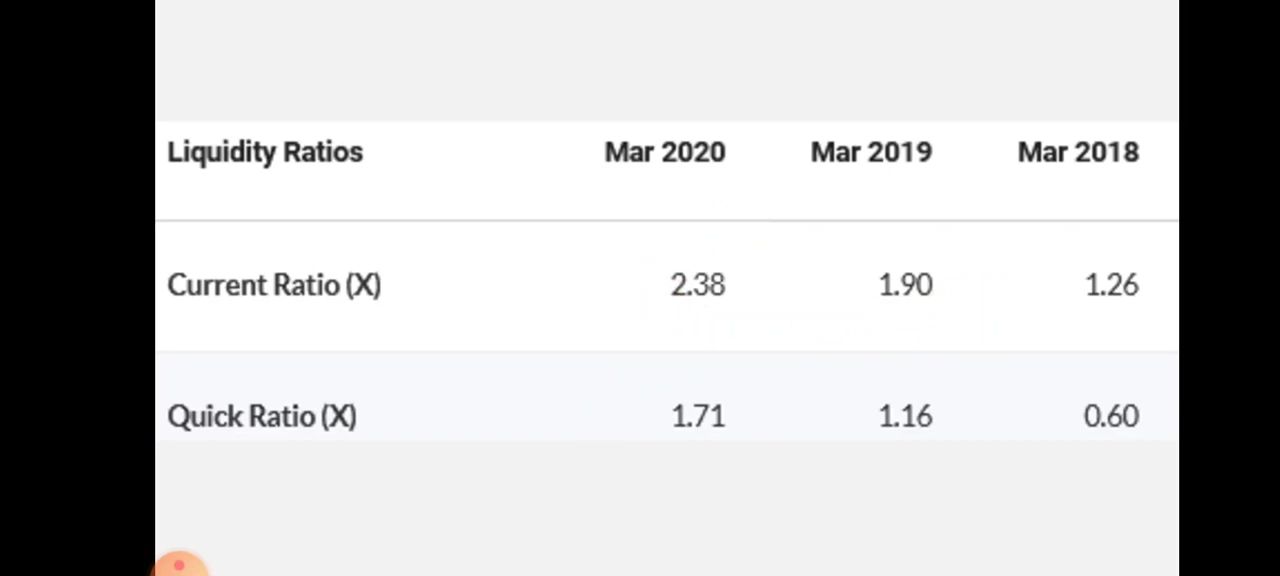 Liquidity Ratios Mar 2020 Mar 2019 Mar 2018
Current Ratio (X) 2.38 1.90 1.26
Quick Ratio (X) 1.71 1.16 0.60